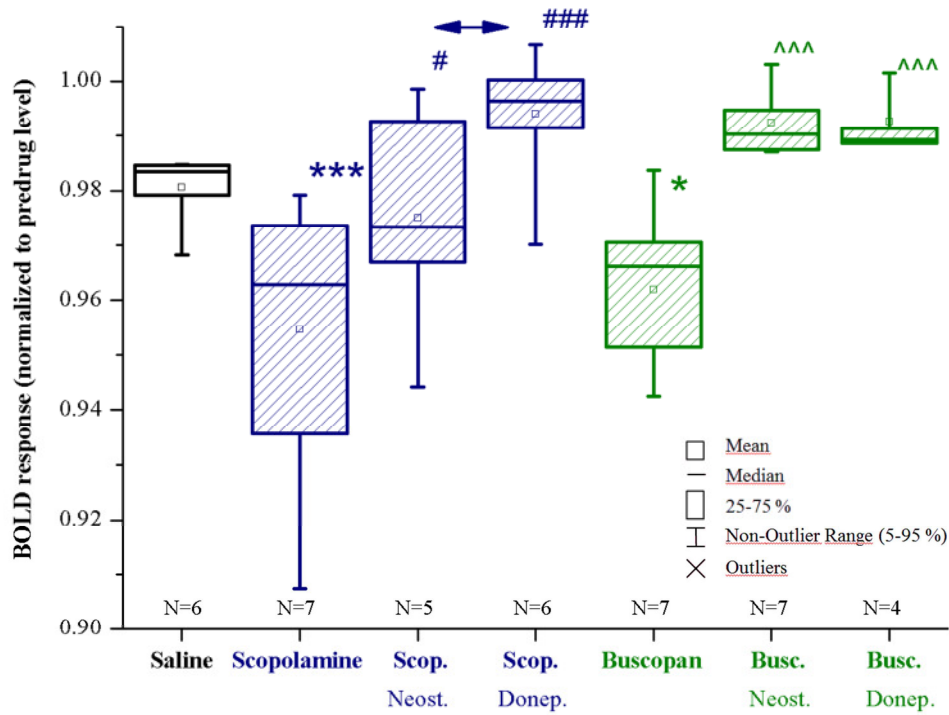 ###
#
^^^
^^^
***
*
1.00
0.98
0.96
0.94
0.92
0.90
BOLD response (normalized to predrug level)
Mean
Median
25-75 %
Non-Outlier Range (5-95 %)
Outliers
N=6 N=7 N=5 N=6 N=7 N=7 N=4
Saline Scopolamine Scop. Scop. Buscopan Busc. Busc.
Neost. Donep. Neost. Donep.